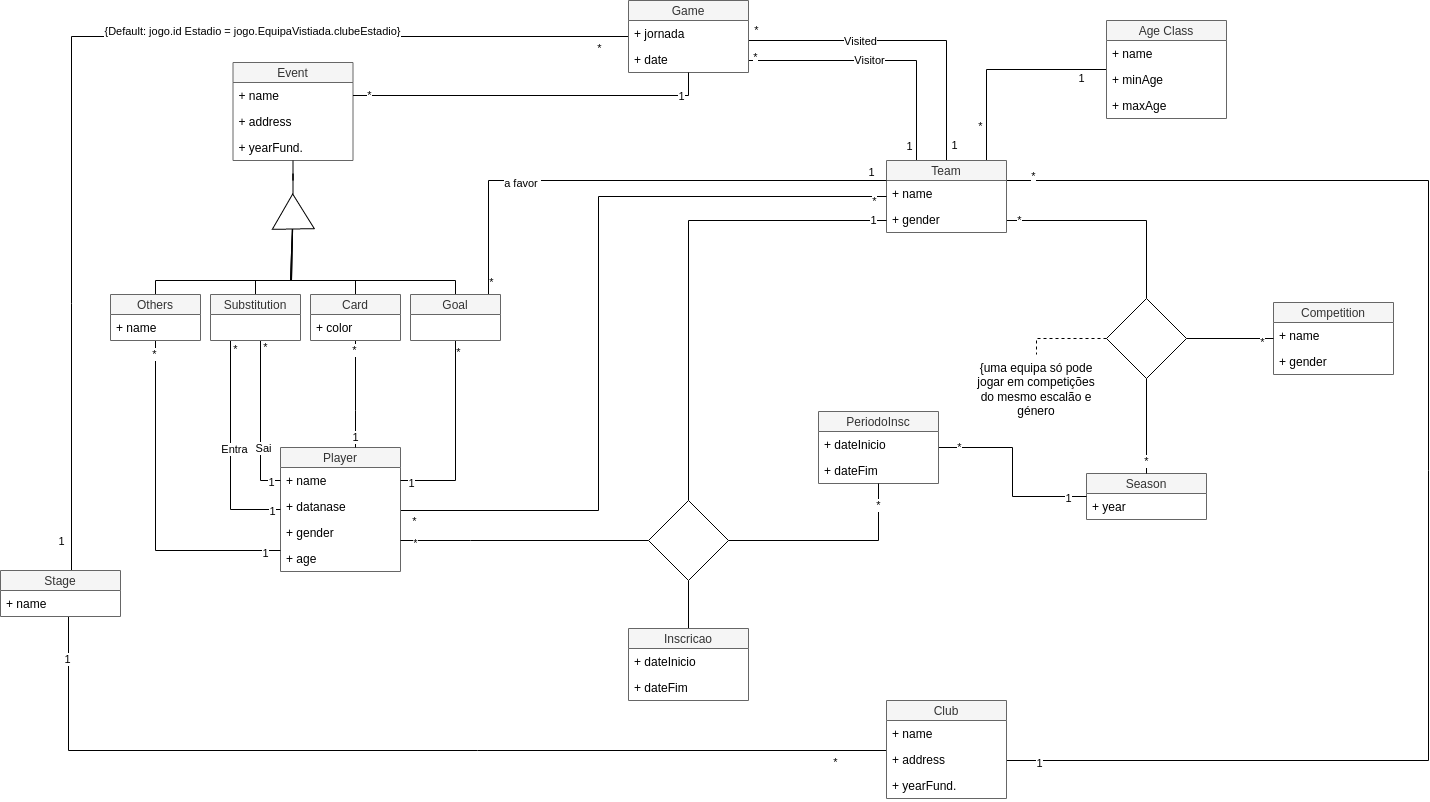 Game
+ jornada
+ date
{Default: jogo.id Estadio = jogo.EquipaVistiada.clubeEstadio}
*
*
Visited
*
Visitor
Age Class
+ name
+ minAge
+ maxAge
1
*
Event
+ name
+ address
+ yearFund.
*
1
1
1
Team
+ name
+ gender
1
*
1
*
*
a favor
*
Others
+ name
Substitution
Card
+ color
Goal
*
*
*
*
*
Competition
+ name
+ gender
*
{uma equipa só pode
jogar em competições
do mesmo escalão e
género
PeriodoInsc
+ dateInicio
+ dateFim
*
1
*
*
Season
+ year
Entra
Sai
1
Player
+ name
+ datanase
+ gender
+ age
1
1
1
1
*
*
1
Stage
+ name
1
Inscricao
+ dateInicio
+ dateFim
Club
+ name
+ address
+ yearFund.
*
1